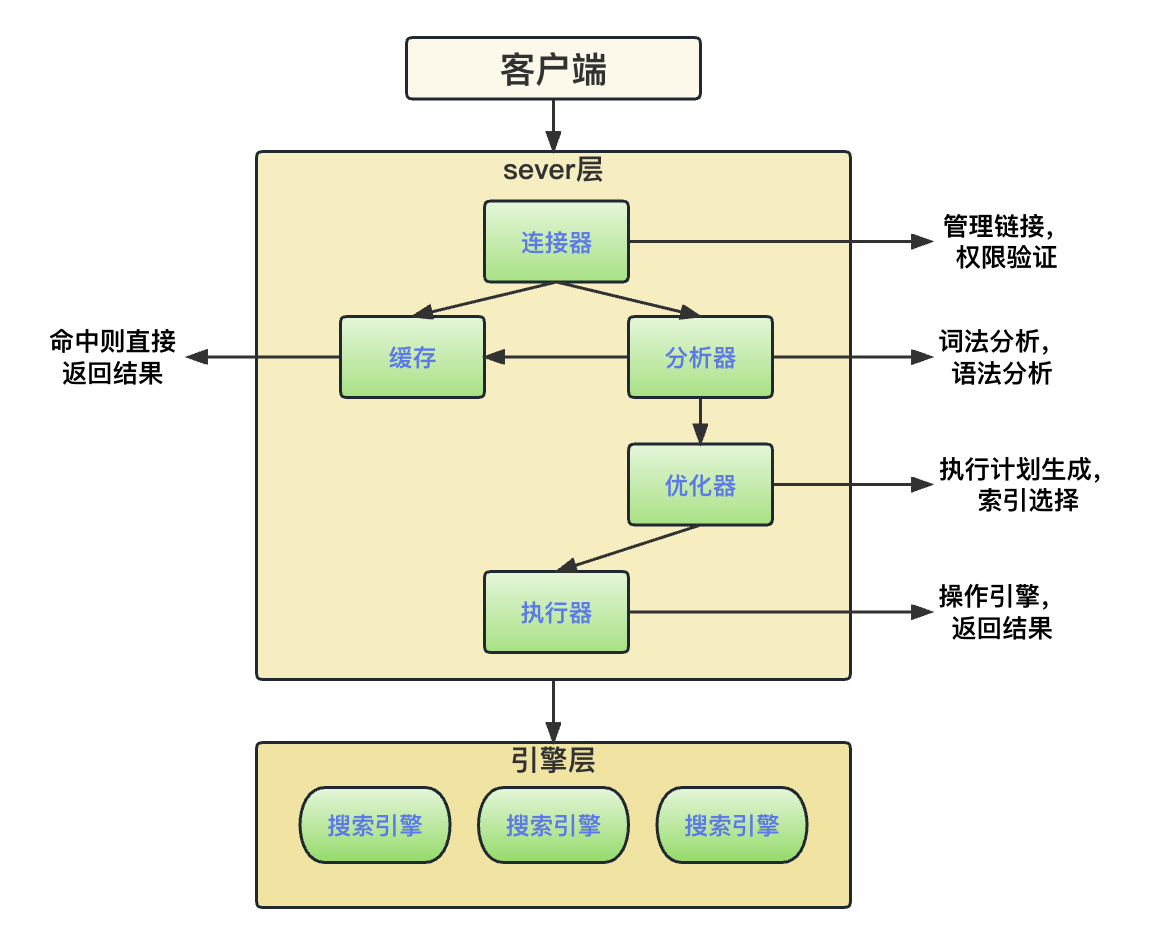 客户端
sever层
连接器
管理链接，
权限验证
命中则直接
返回结果
缓存
分析器
词法分析，
语法分析
优化器
执行计划生成，
索引选择
执行器
操作引擎，
返回结果
引擎层
搜索引擎
搜索引擎
搜索引擎